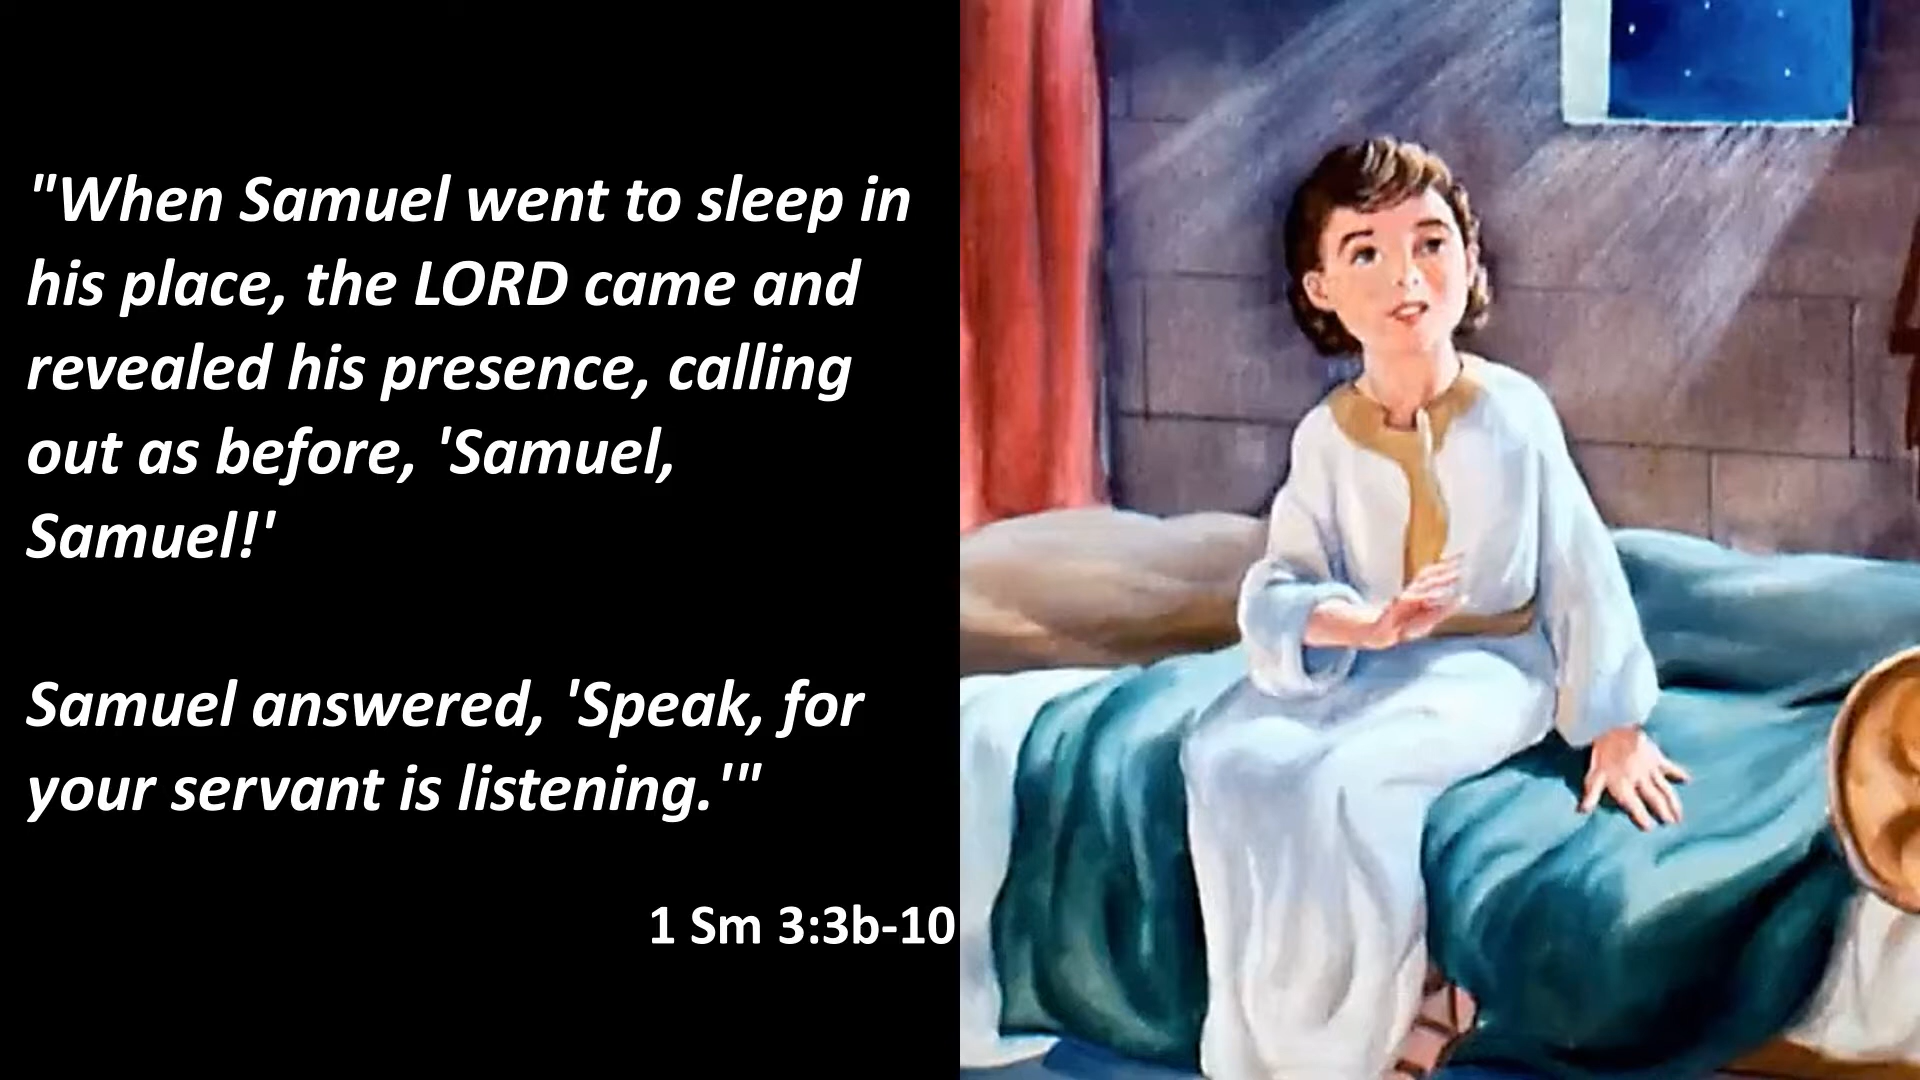 "When Samuel went to sleep in
his place, the LORD came and
revealed his presence, calling
out as before, 'Samuel,
Samuel!'
Samuel answered, 'Speak, for
your servant is listening.'"
1 Sm 3:3b-10